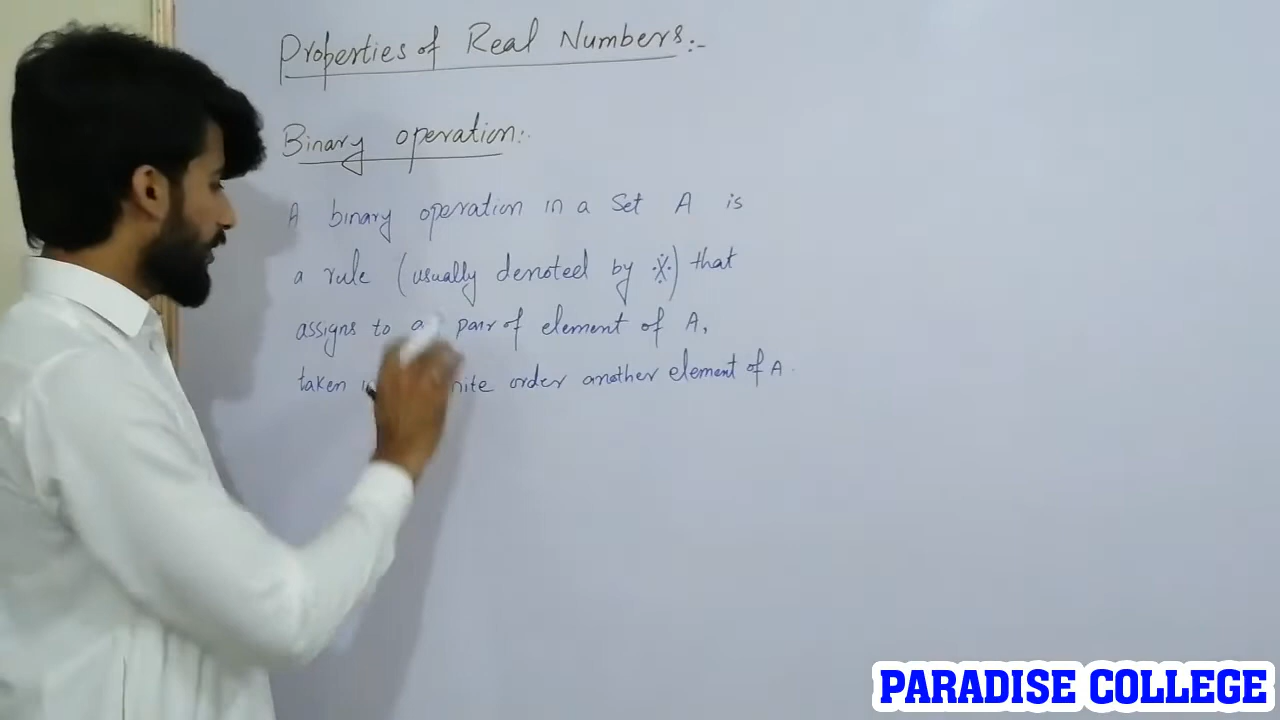 Properties of Real Numbers:-
Binary operation:-
A binary operation in a Set A is
a rule (usually denoted by ※) that
assigns to a pair of element of A,
taken order another element of A.
PARADISE COLLEGE